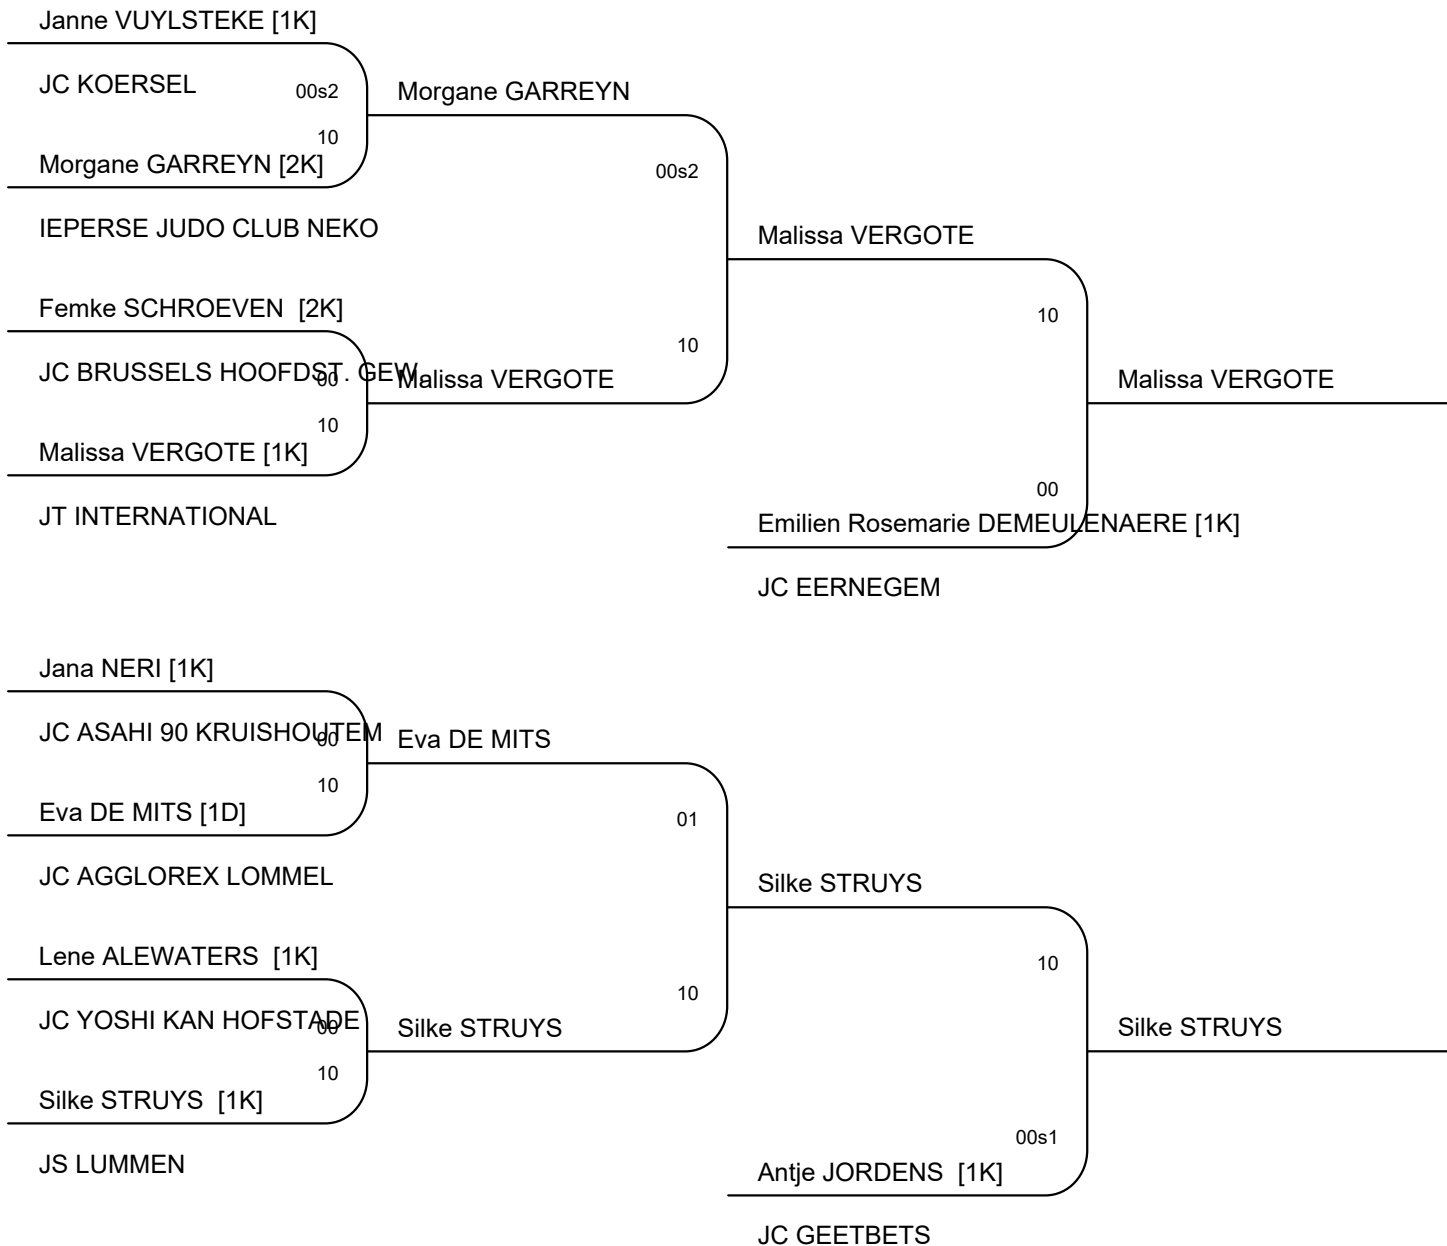 Janne VUYLSTEKE [1K]
JC KOERSEL
00s2
Morgane GARREYN
10
Morgane GARREYN [2K]
00s2
IEPERSE JUDO CLUB NEKO
Malissa VERGOTE
Femke SCHROEVEN  [2K]
10
10
JC BRUSSELS HOOFDST. GEW.
00
Malissa VERGOTE
Malissa VERGOTE
10
Malissa VERGOTE [1K]
00
JT INTERNATIONAL
Emilien Rosemarie DEMEULENAERE [1K]
JC EERNEGEM
Jana NERI [1K]
JC ASAHI 90 KRUISHOUTEM
00
Eva DE MITS
10
Eva DE MITS [1D]
01
JC AGGLOREX LOMMEL
Silke STRUYS
Lene ALEWATERS  [1K]
10
10
JC YOSHI KAN HOFSTADE
00
Silke STRUYS
Silke STRUYS
10
Silke STRUYS  [1K]
00s1
JS LUMMEN
Antje JORDENS  [1K]
JC GEETBETS